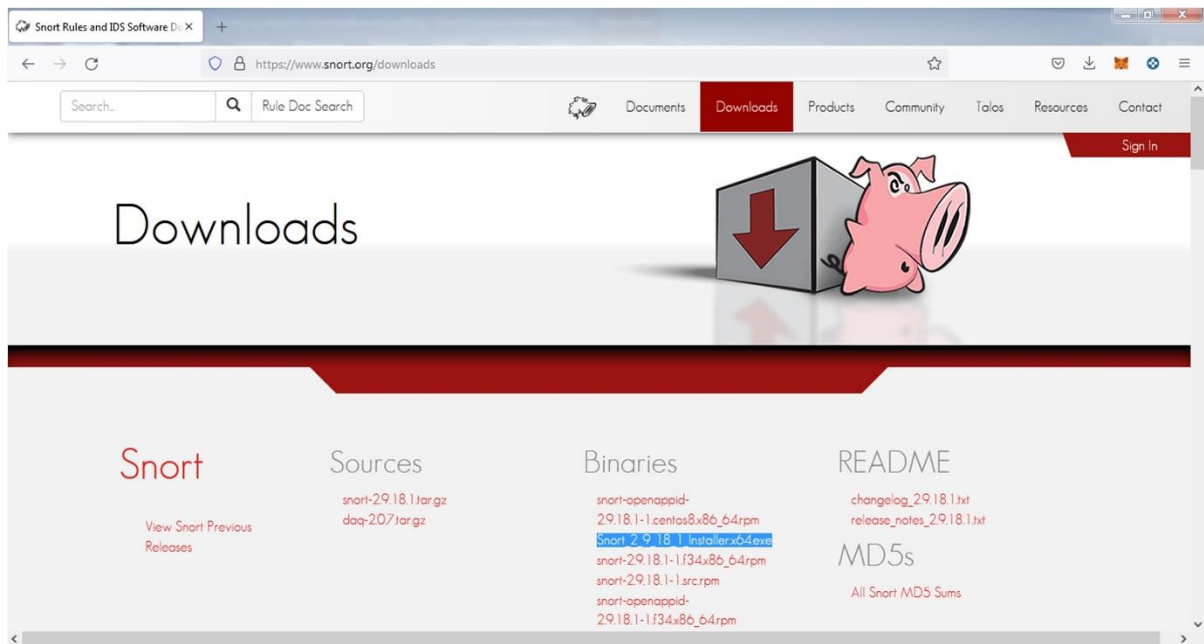 Snort Rules and IDS Software Do
https://www.snort.org/downloads
Search..
Rule Doc Search
Documents
Downloads
Products
Community
Talos
Resources
Contact
Sign In
Downloads
Snort
View Snort Previous
Releases
Sources
snort-2.9.18.1.tar.gz
daq-2.0.7.tar.gz
Binaries
snort-openappid-
2.9.18.1-1.centos8.x86_64.rpm
Snort_2_9_18_1_Installer.x64.exe
snort-2.9.18.1-1.f34.x86_64.rpm
snort-2.9.18.1-1.src.rpm
snort-openappid-
2.9.18.1-1.f34.x86_64.rpm
README
changelog_2.9.18.1.txt
release_notes_2.9.18.1.txt
MD5s
All Snort MD5 Sums